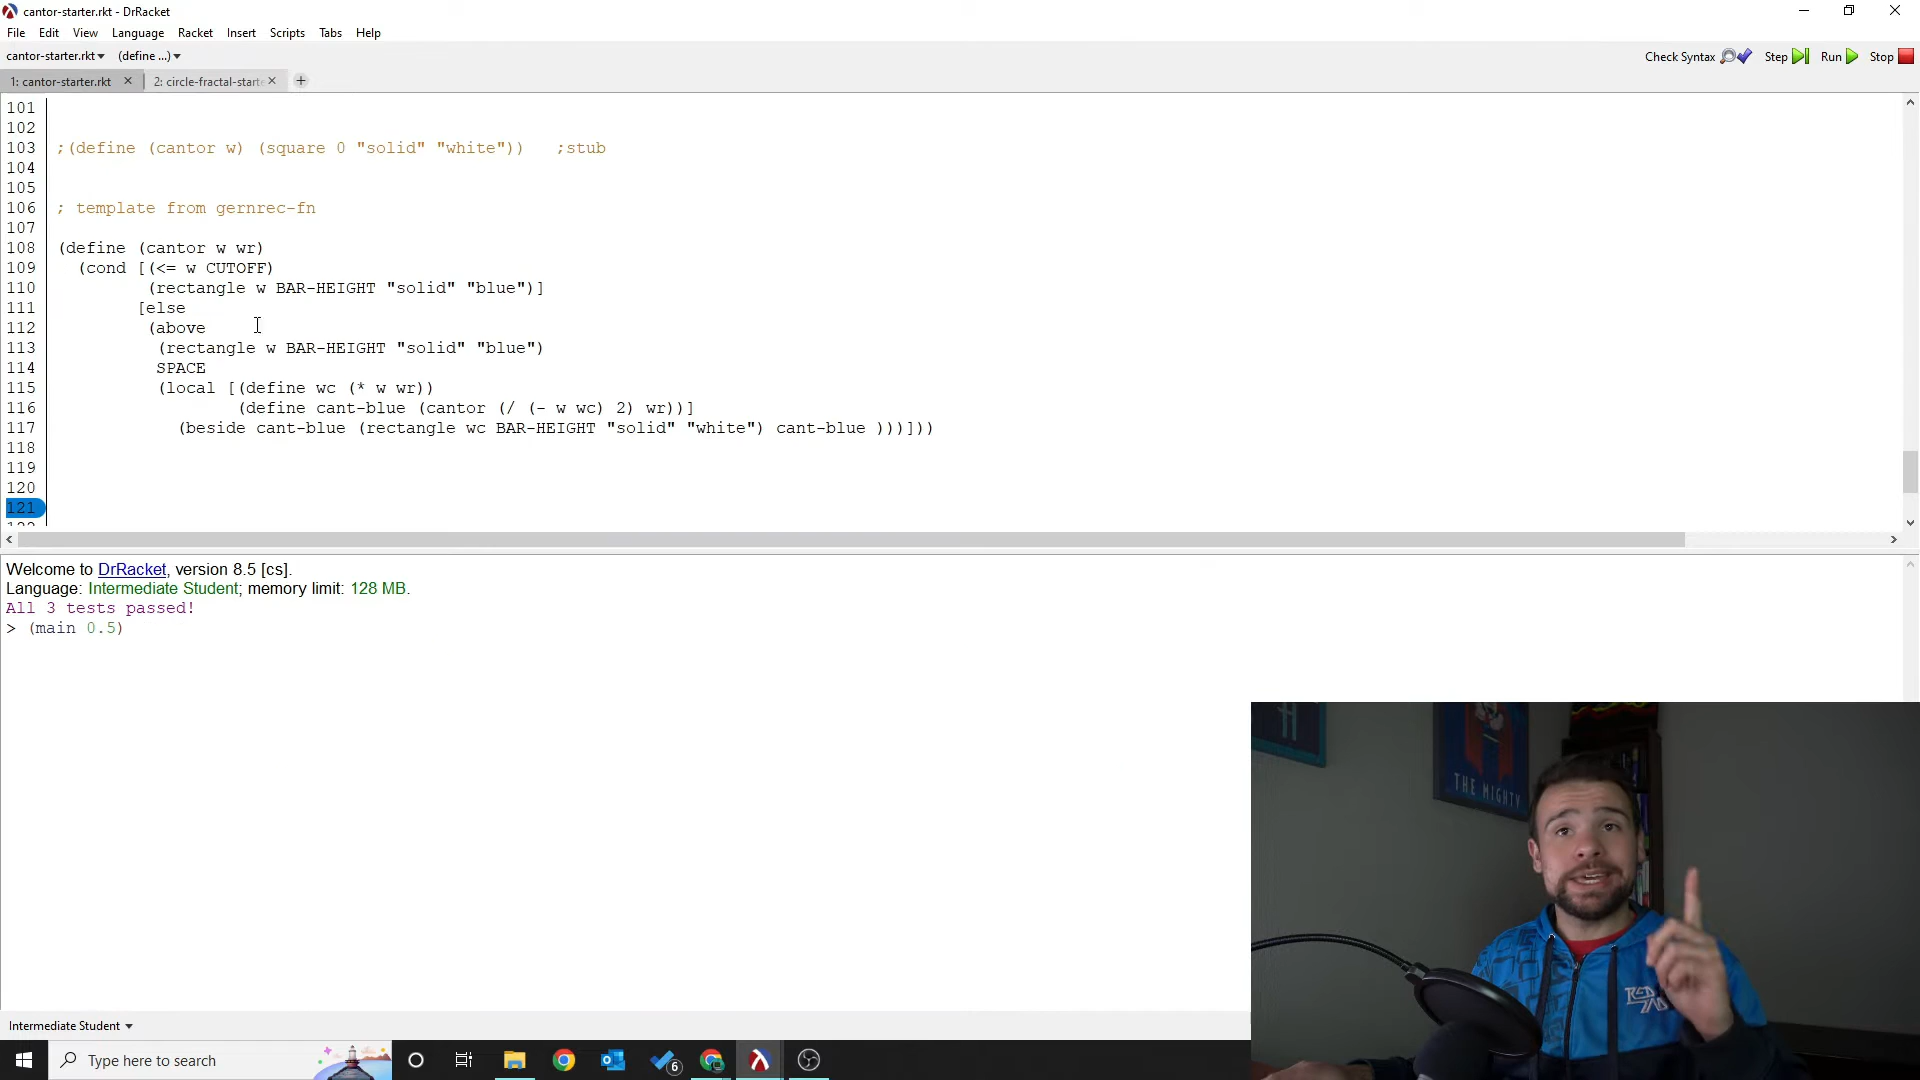 cantor-starter.rkt - DrRacket
File Edit View Language Racket Insert Scripts Tabs Help
cantor-starter.rkt (define ...) Check Syntax Step Run Stop
1: cantor-starter.rkt 2: circle-fractal-starte
101
102
103 ;(define (cantor w) (square 0 "solid" "white")) ;stub
104
105
106 ; template from gernrec-fn
107
108 (define (cantor w wr)
109 (cond [(<= w CUTOFF)
110 (rectangle w BAR-HEIGHT "solid" "blue")]
111 [else
112 (above
113 (rectangle w BAR-HEIGHT "solid" "blue")
114 SPACE
115 (local [(define wc (* w wr))
116 (define cant-blue (cantor (/ (- w wc) 2) wr))]
117 (beside cant-blue (rectangle wc BAR-HEIGHT "solid" "white") cant-blue )))]))
118
119
120
121
Welcome to DrRacket, version 8.5 [cs].
Language: Intermediate Student; memory limit: 128 MB.
All 3 tests passed!
> (main 0.5)
THE MIGHTY
Intermediate Student
Type here to search
6